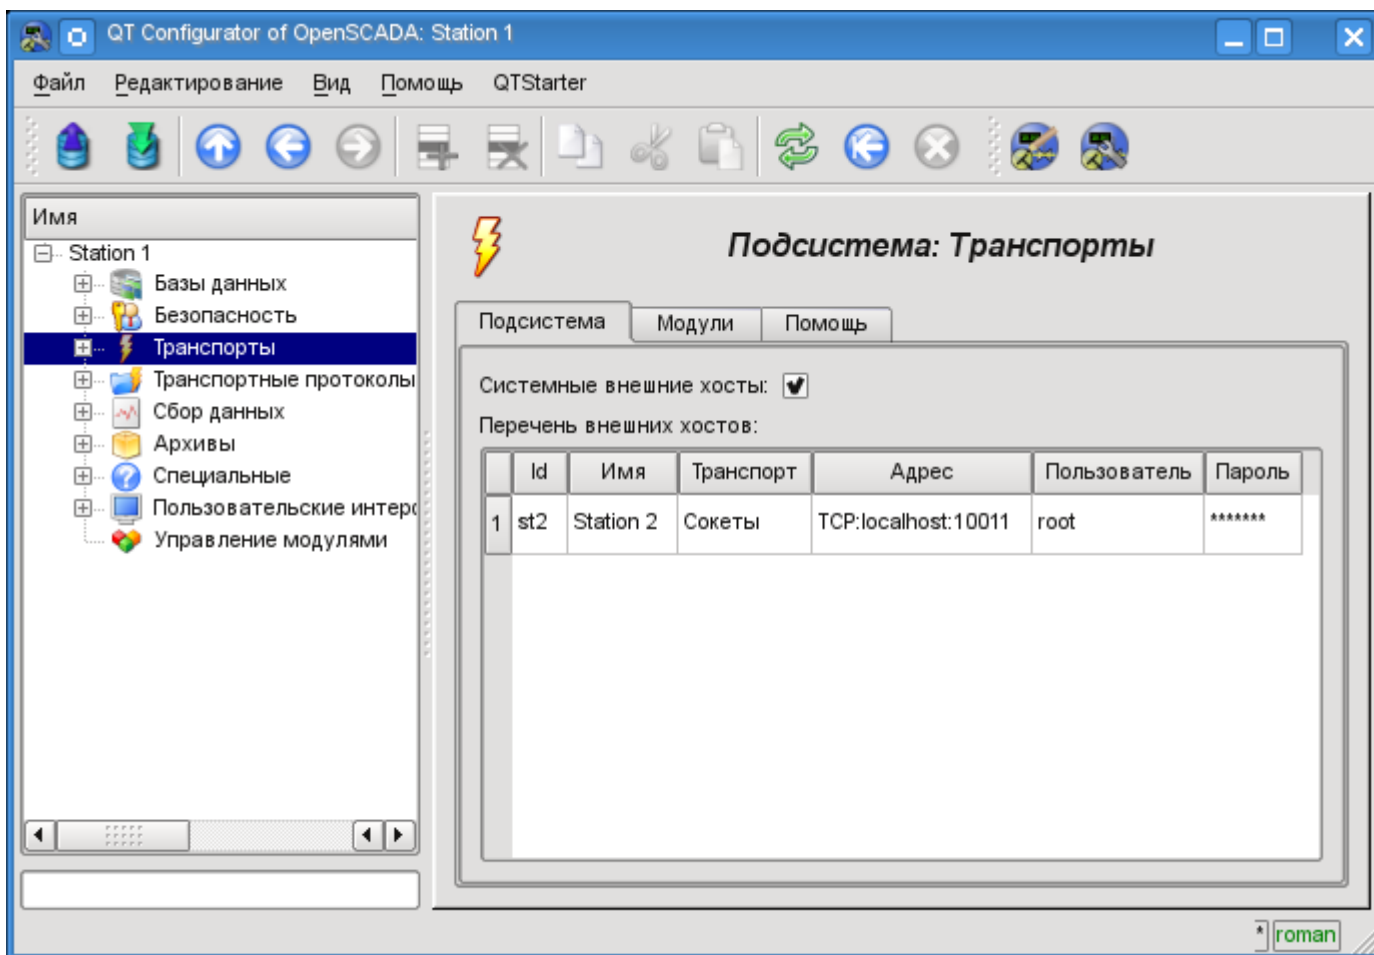 QT Configurator of OpenSCADA: Station 1
Файл Редактирование Вид Помощь QTStarter
Имя
Station 1
Базы данных
Безопасность
Транспорты
Транспортные протоколы
Сбор данных
Архивы
Специальные
Пользовательские интер
Управление модулями
Подсистема: Транспорты
Подсистема Модули Помощь
Системные внешние хосты:
Перечень внешних хостов:
Id Имя Транспорт Адрес Пользователь Пароль
1 st2 Station 2 Сокеты TCP:localhost:10011 root *******
* roman